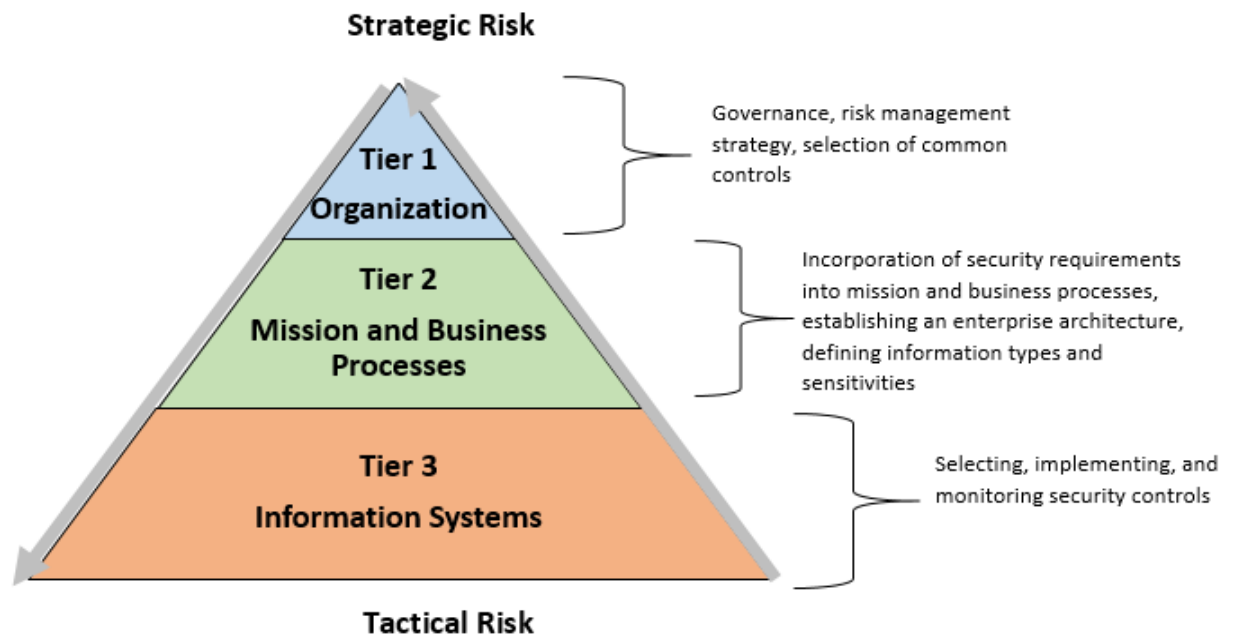 Strategic Risk
Tier 1
Organization
Governance, risk management
strategy, selection of common
controls
Tier 2
Mission and Business
Processes
Incorporation of security requirements
into mission and business processes,
establishing an enterprise architecture,
defining information types and
sensitivities
Tier 3
Information Systems
Selecting, implementing, and
monitoring security controls
Tactical Risk